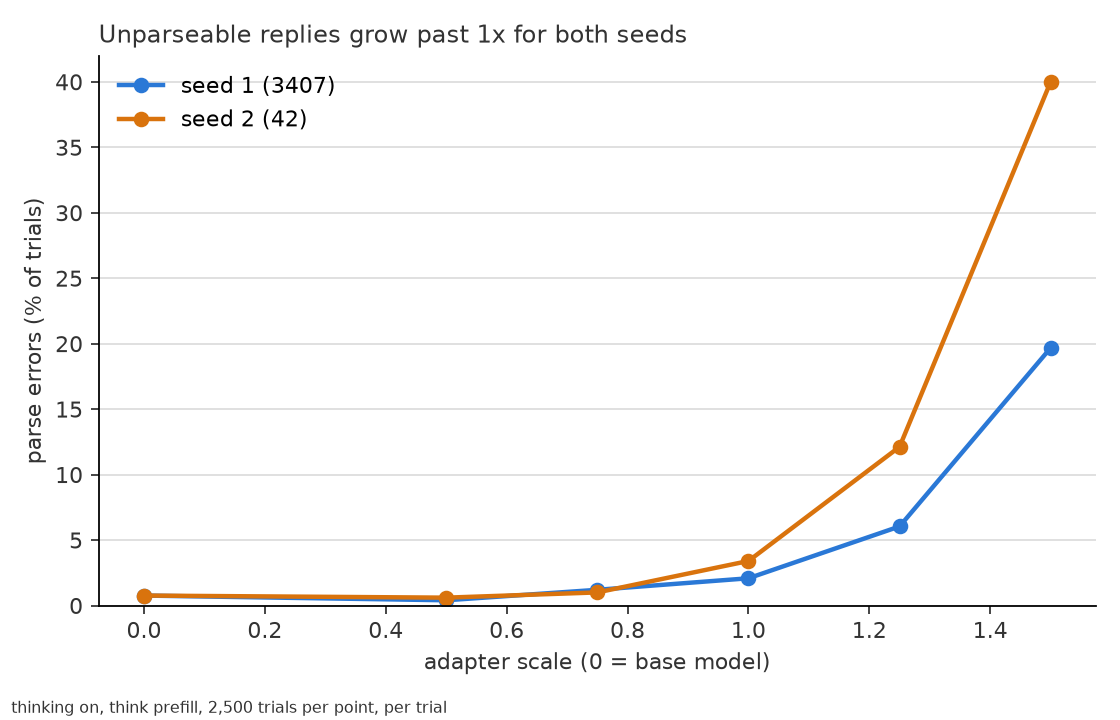 Unparseable replies grow past 1x for both seeds
seed 1 (3407)
seed 2 (42)
parse errors (% of trials)
40
35
30
25
20
15
10
5
0
0.0 0.2 0.4 0.6 0.8 1.0 1.2 1.4
adapter scale (0 = base model)
thinking on, think prefill, 2,500 trials per point, per trial